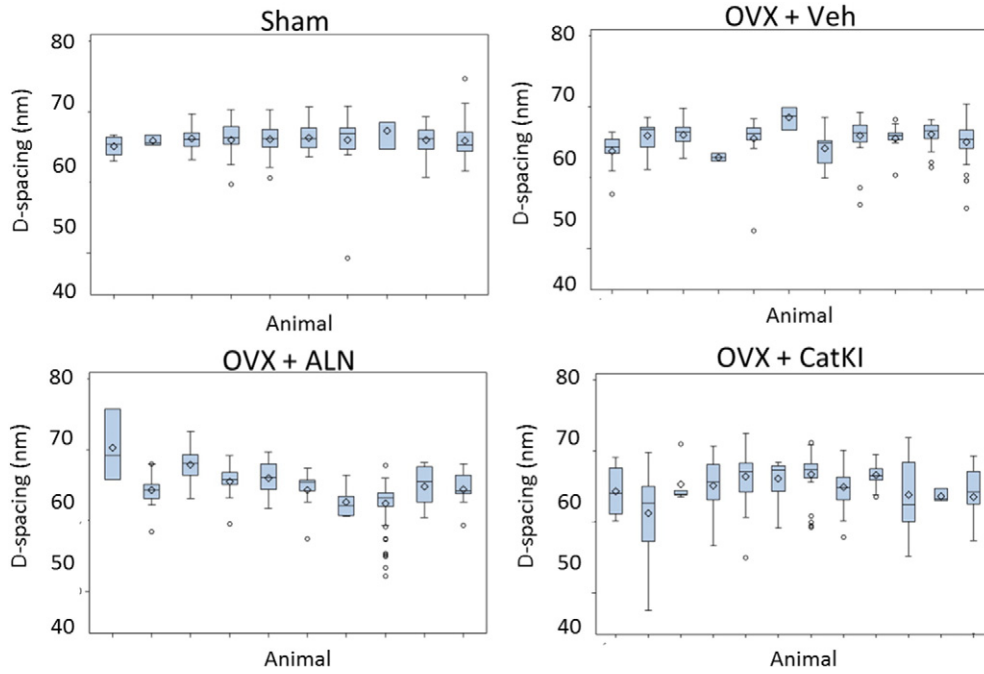 Sham
80
70
60
50
40
D-spacing (nm)
Animal
OVX + Veh
80
70
60
50
40
D-spacing (nm)
Animal
OVX + ALN
80
70
60
50
40
D-spacing (nm)
Animal
OVX + CatKI
80
70
60
50
40
D-spacing (nm)
Animal